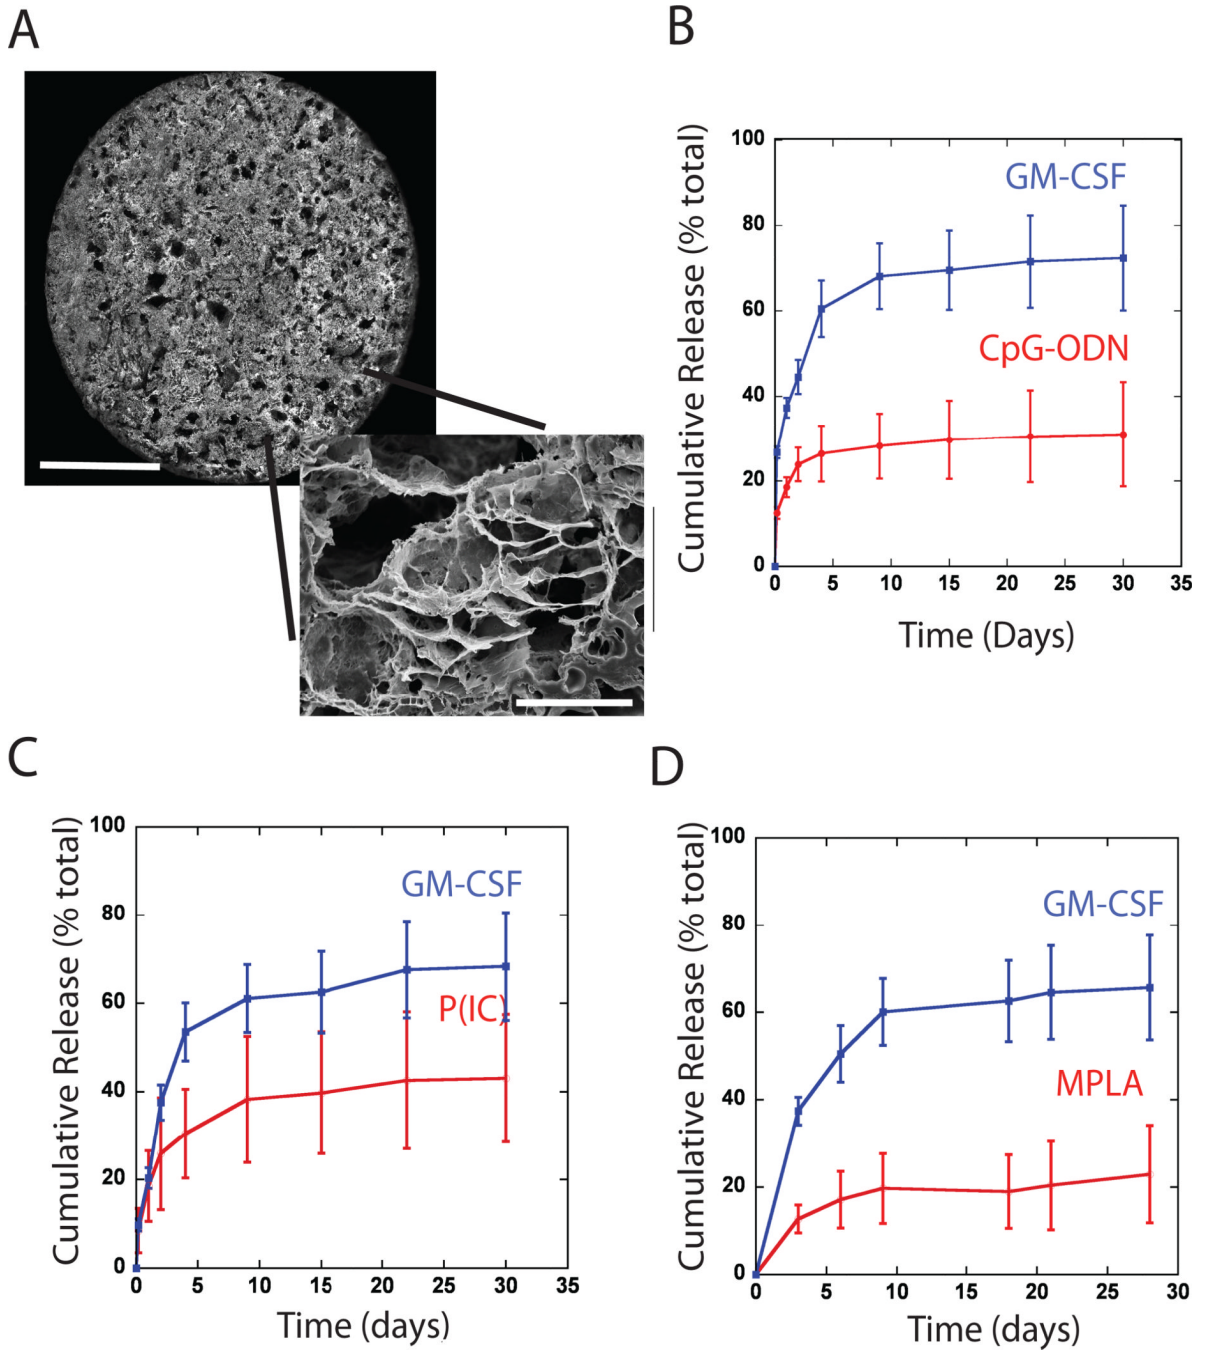 A
B
Cumulative Release (% total)
100
80
60
40
20
0
GM-CSF
CpG-ODN
0 5 10 15 20 25 30 35
Time (Days)
C
Cumulative Release (% total)
100
80
60
40
20
0
GM-CSF
P(IC)
0 5 10 15 20 25 30 35
Time (days)
D
Cumulative Release (% total)
100
80
60
40
20
0
GM-CSF
MPLA
0 5 10 15 20 25 30
Time (days)